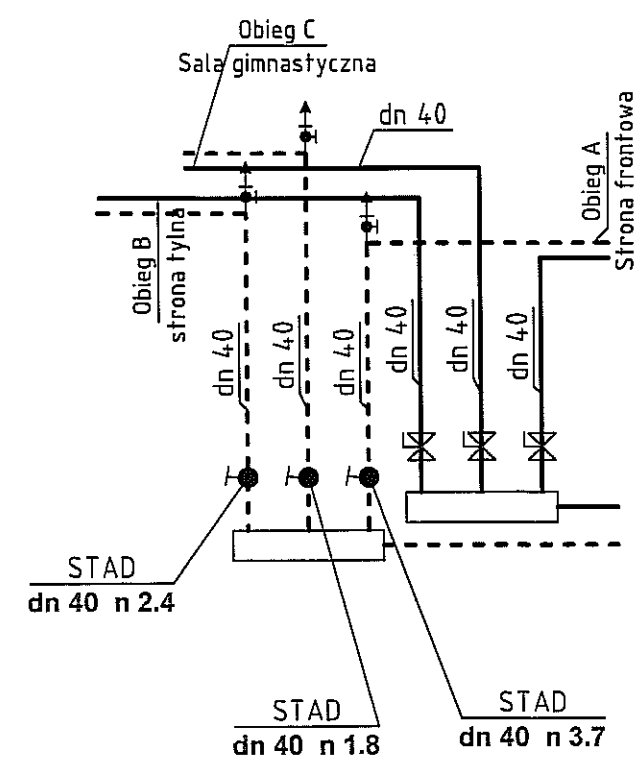 Obieg C
Sala gimnastyczna
dn 40
Obieg A
Strona frontowa
Obieg B
strona tylna
dn 40
dn 40
dn 40
dn 40
dn 40
dn 40
STAD
dn 40 n 2.4
STAD
dn 40 n 1.8
STAD
dn 40 n 3.7